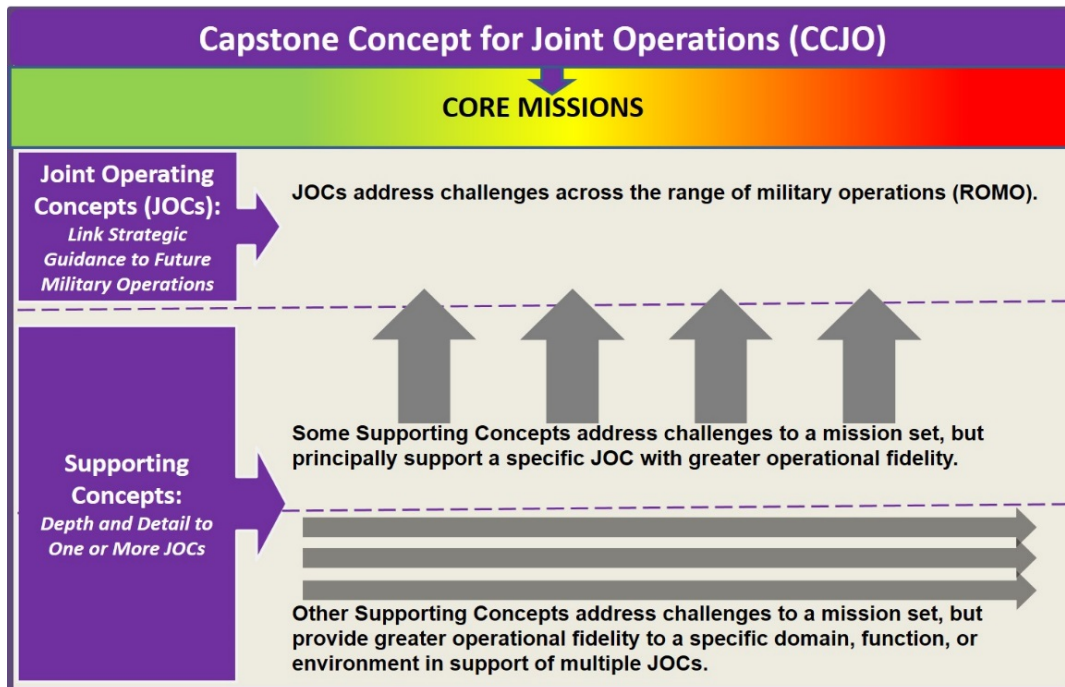 Capstone Concept for Joint Operations (CCJO)
CORE MISSIONS
Joint Operating
Concepts (JOCs):
Link Strategic
Guidance to Future
Military Operations
JOCs address challenges across the range of military operations (ROMO).
Supporting
Concepts:
Depth and Detail to
One or More JOCs
Some Supporting Concepts address challenges to a mission set, but
principally support a specific JOC with greater operational fidelity.
Other Supporting Concepts address challenges to a mission set, but
provide greater operational fidelity to a specific domain, function, or
environment in support of multiple JOCs.